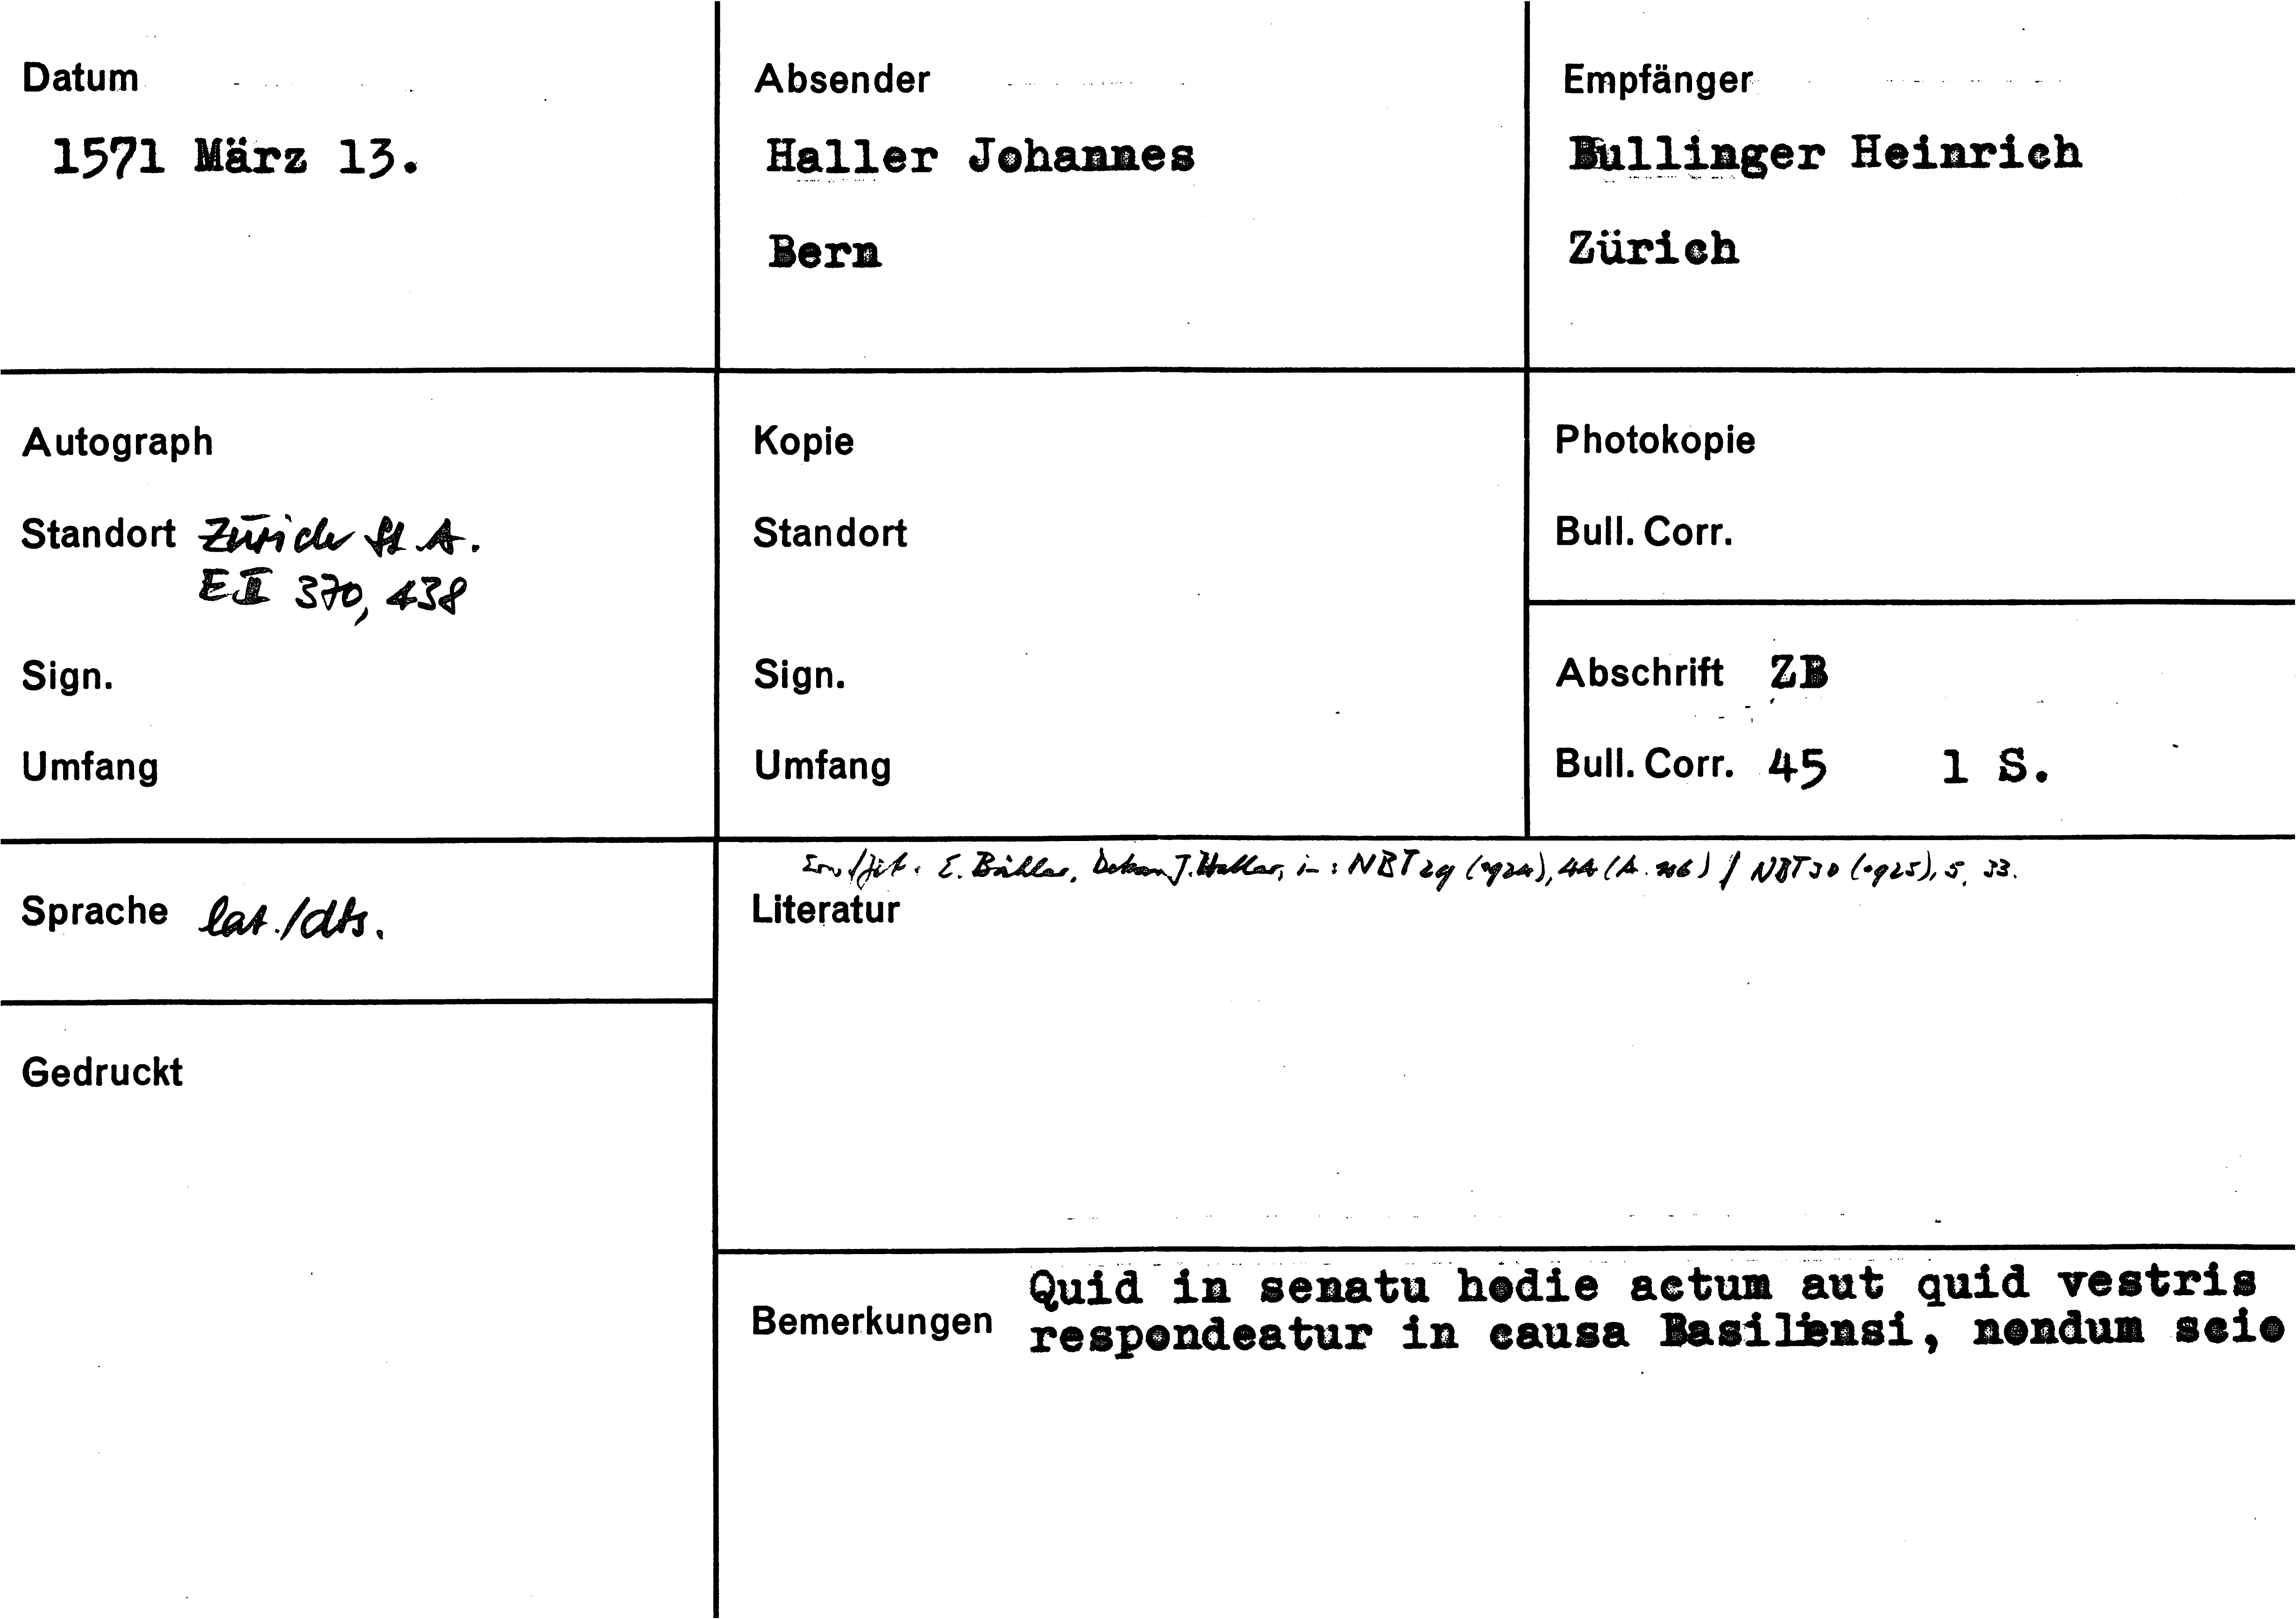 Datum
1571 März 13.
Absender
Haller Johannes
Bern
Empfänger
Bullinger Heinrich
Zürich
Autograph
Standort Zürich St A.
E II 370, 438
Sign.
Umfang
Kopie
Standort
Sign.
Umfang
Photokopie
Bull. Corr.
Abschrift ZB
Bull. Corr. 45 1 S.
Sprache lat./dts.
E. Bähler, Dekan J. Haller, in: NBT 29 (1924), 44 / NBT 30 (1925), 5, 33.
Literatur
Gedruckt
Bemerkungen
Quid in senatu hodie actum aut quid vestris
respondeatur in causa Basiliensi, nondum scio